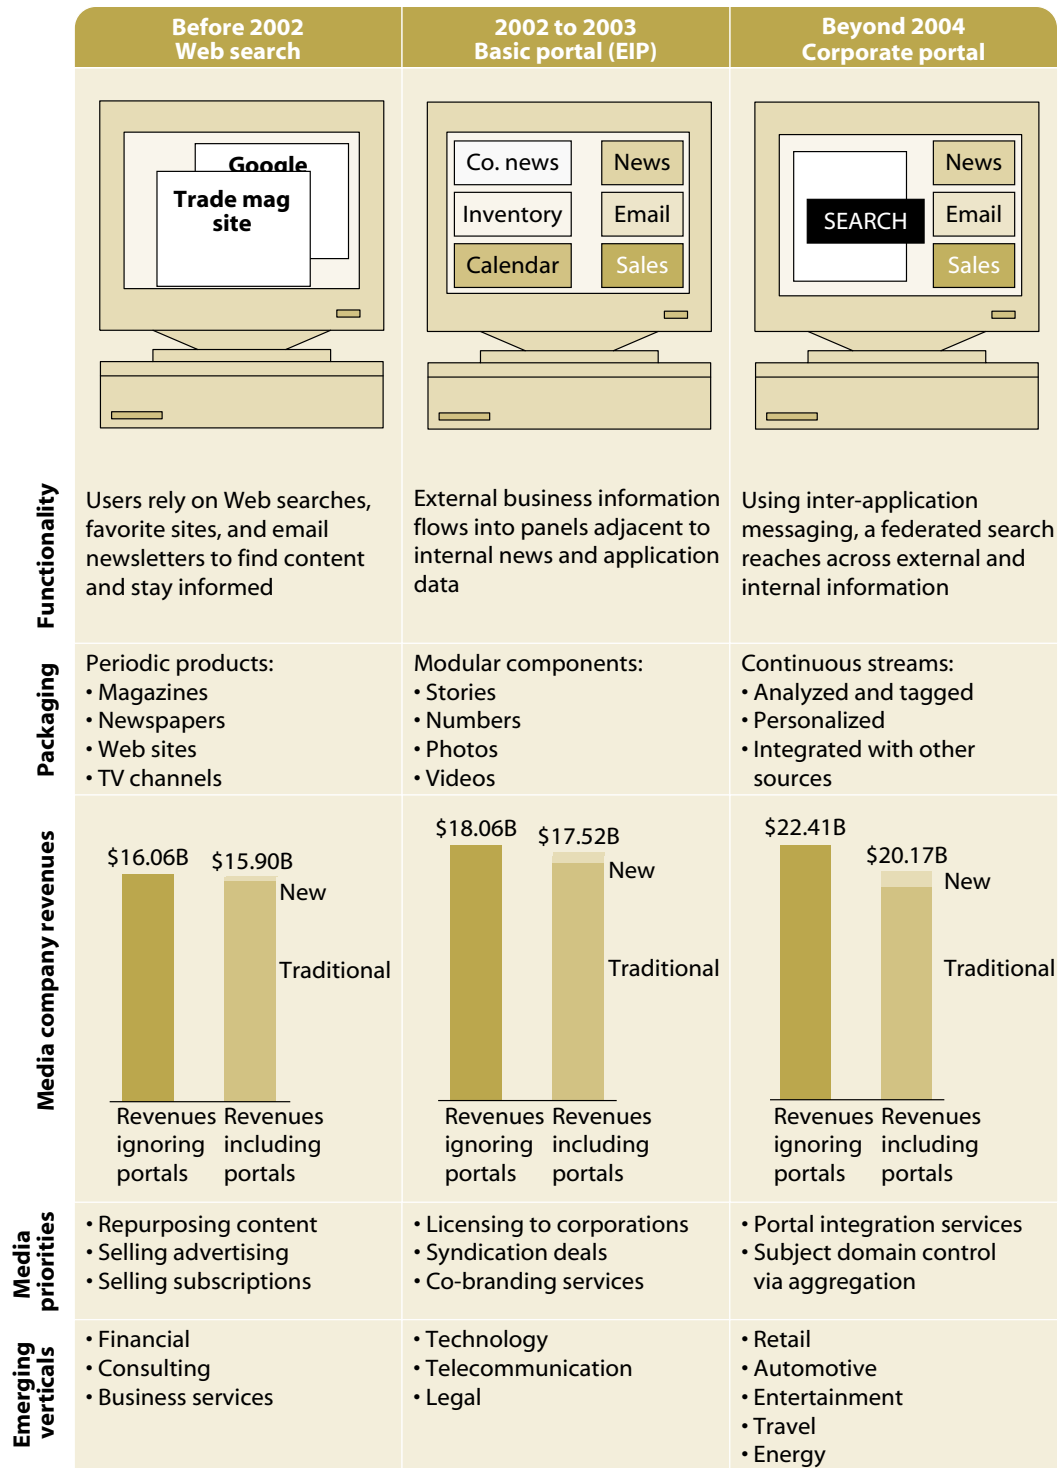 Before 2002
Web search
2002 to 2003
Basic portal (EIP)
Beyond 2004
Corporate portal
Google
Trade mag
site
Co. news
News
Inventory
Email
Calendar
Sales
SEARCH
News
Email
Sales
Functionality
Users rely on Web searches,
favorite sites, and email
newsletters to find content
and stay informed
External business information
flows into panels adjacent to
internal news and application
data
Using inter-application
messaging, a federated search
reaches across external and
internal information
Packaging
Periodic products:
• Magazines
• Newspapers
• Web sites
• TV channels
Modular components:
• Stories
• Numbers
• Photos
• Videos
Continuous streams:
• Analyzed and tagged
• Personalized
• Integrated with other
sources
Media company revenues
$16.06B
$15.90B
New
Traditional
Revenues
ignoring
portals
Revenues
including
portals
$18.06B
$17.52B
New
Traditional
Revenues
ignoring
portals
Revenues
including
portals
$22.41B
$20.17B
New
Traditional
Revenues
ignoring
portals
Revenues
including
portals
Media
priorities
• Repurposing content
• Selling advertising
• Selling subscriptions
• Licensing to corporations
• Syndication deals
• Co-branding services
• Portal integration services
• Subject domain control
via aggregation
Emerging
verticals
• Financial
• Consulting
• Business services
• Technology
• Telecommunication
• Legal
• Retail
• Automotive
• Entertainment
• Travel
• Energy